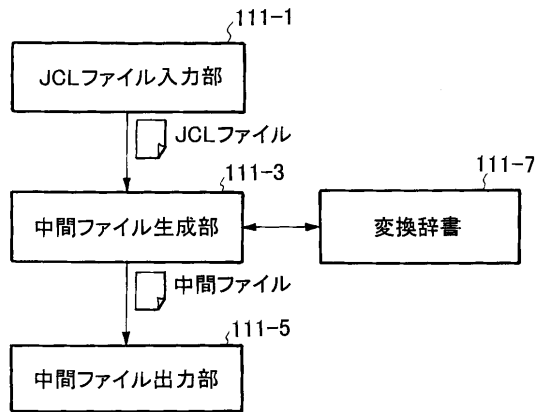 111-1
JCLファイル入力部
JCLファイル
111-3
中間ファイル生成部
111-7
変換辞書
中間ファイル
111-5
中間ファイル出力部